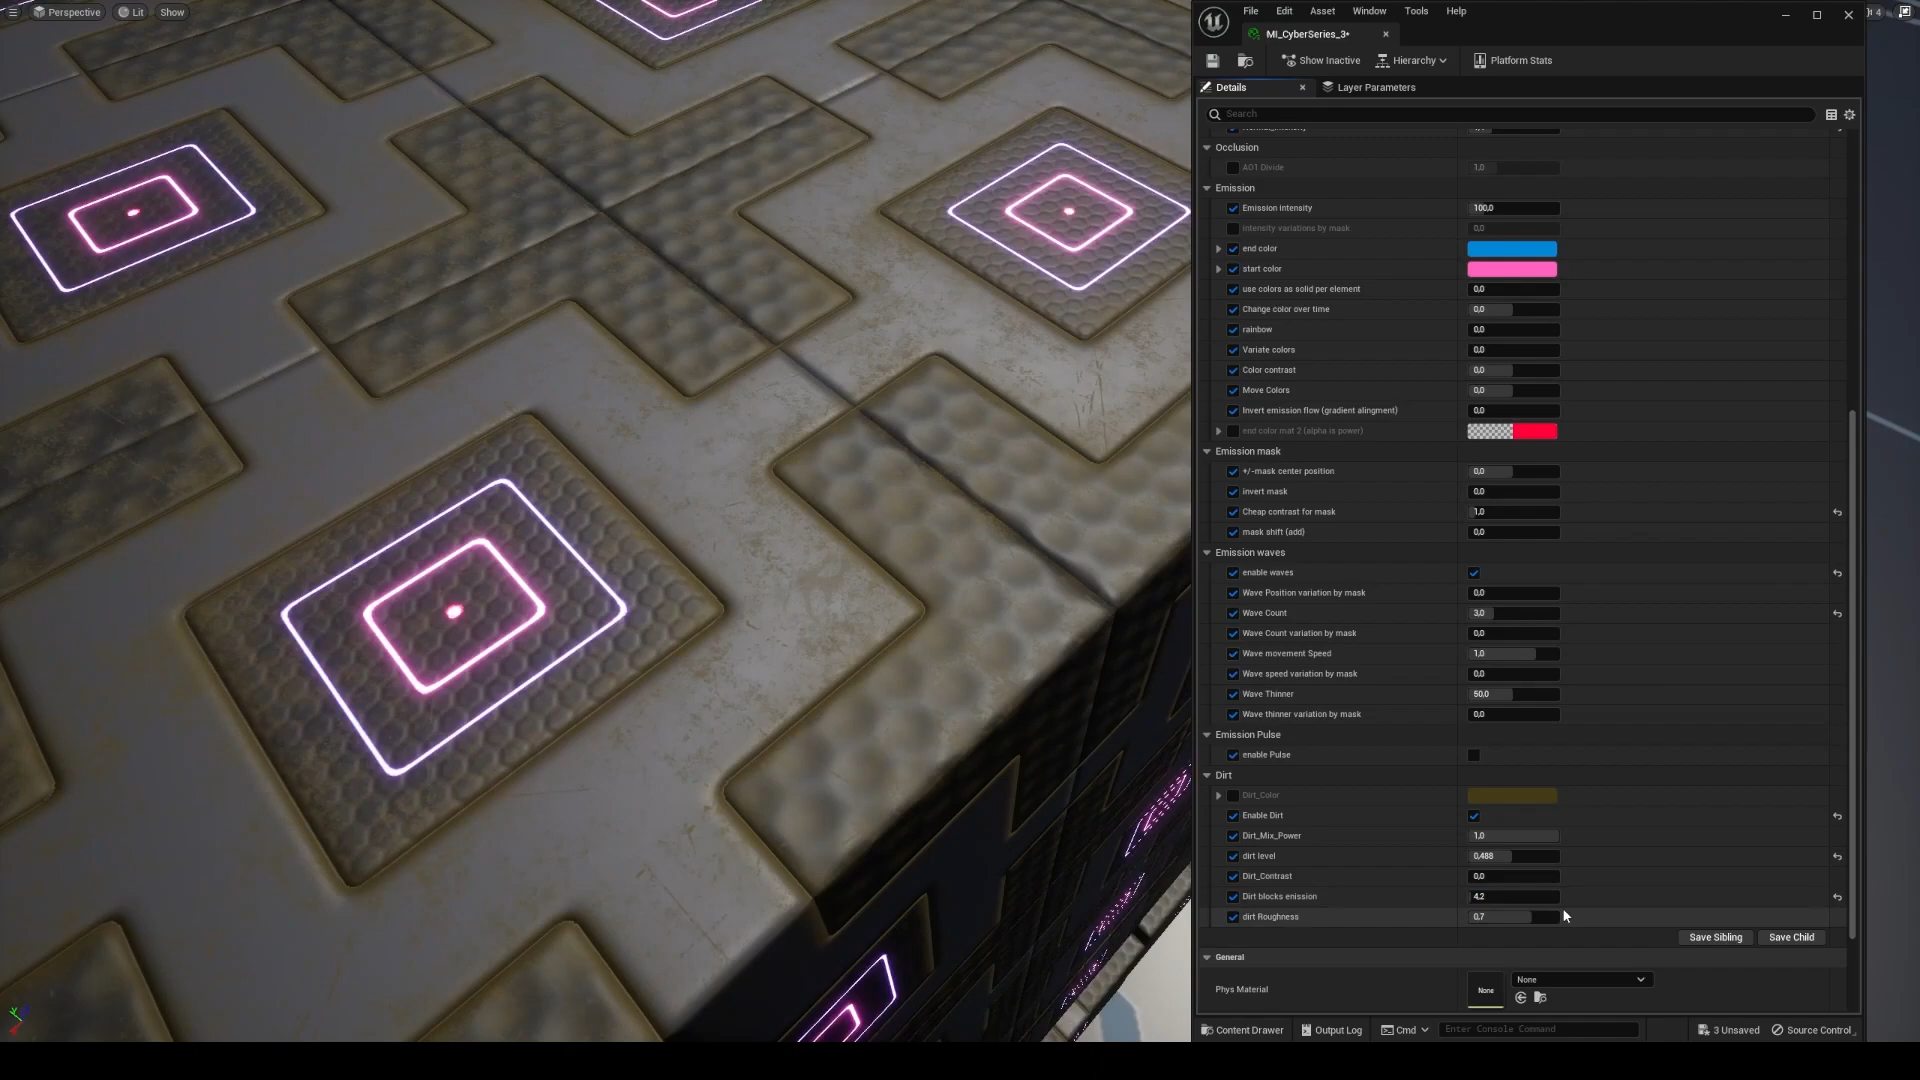 Perspective
Lit
Show
File
Edit
Asset
Window
Tools
Help
4
MI_CyberSeries_3*
Show Inactive
Hierarchy
Platform Stats
Details
Layer Parameters
Search
Occlusion
AO1 Divide 1,0
Emission
Emission intensity 100,0
Intensity variations by mask 0,0
end color
start color
use colors as solid per element 0,0
Change color over time 0,0
rainbow 0,0
Variate colors 0,0
Color contrast 0,0
Move Colors 0,0
Invert emission flow (gradient alingment) 0,0
end color mat 2 (alpha is power)
Emission mask
+/-mask center position 0,0
invert mask 0,0
Cheap contrast for mask 1,0
mask shift (add) 0,0
Emission waves
enable waves
Wave Position variation by mask 0,0
Wave Count 3,0
Wave Count variation by mask 0,0
Wave movement Speed 1,0
Wave speed variation by mask 0,0
Wave Thinner 50,0
Wave thinner variation by mask 0,0
Emission Pulse
enable Pulse
Dirt
Dirt_Color
Enable Dirt
Dirt_Mix_Power 1,0
dirt level 0,488
Dirt_Contrast 0,0
Dirt blocks enission 4,2
dirt Roughness 0,7
Save Sibling
Save Child
General
Phys Material
None
None
Content Drawer
Output Log
Cmd
Enter Console Command
3 Unsaved
Source Control